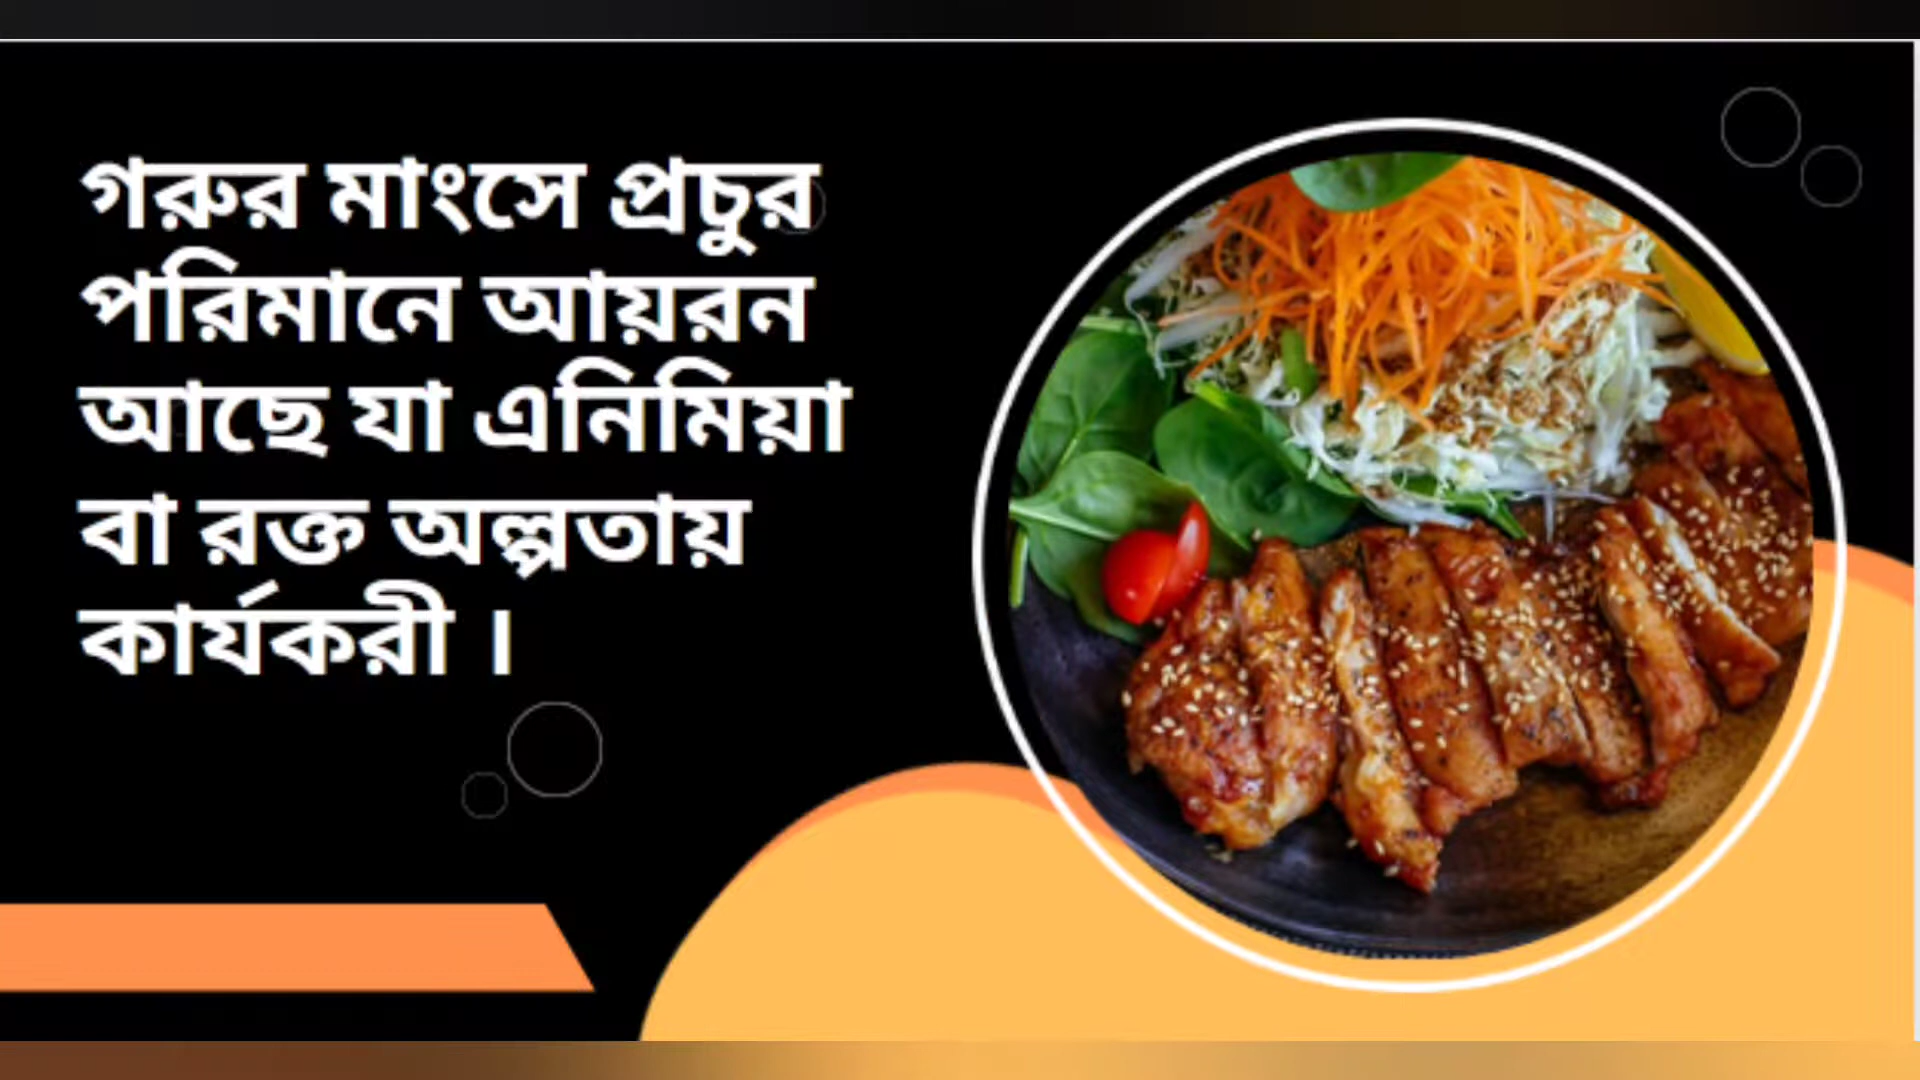 গরুর মাংসে প্রচুর
পরিমানে আয়রন
আছে যা এনিমিয়া
বা রক্ত অল্পতায়
কার্যকরী ।